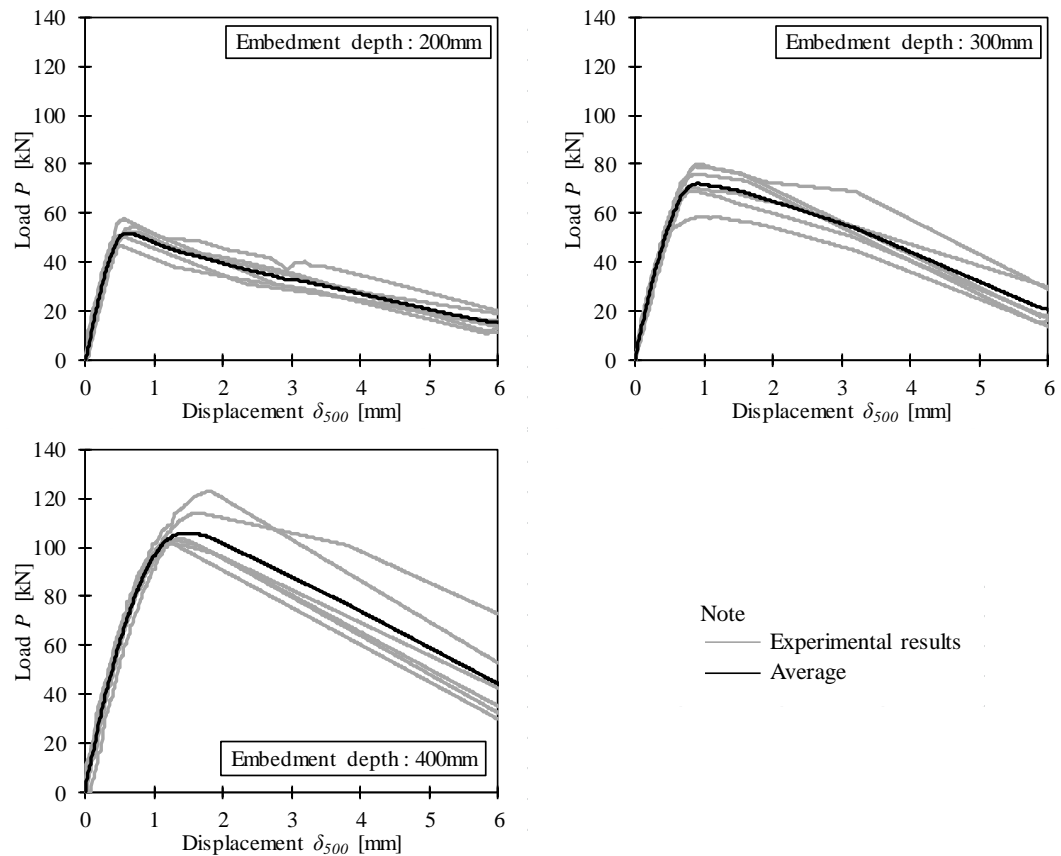 140
120
100
80
60
40
20
0
Load P [kN]
Embedment depth : 200mm
0 1 2 3 4 5 6
Displacement δ500 [mm]
140
120
100
80
60
40
20
0
Load P [kN]
Embedment depth : 300mm
0 1 2 3 4 5 6
Displacement δ500 [mm]
140
120
100
80
60
40
20
0
Load P [kN]
Embedment depth : 400mm
0 1 2 3 4 5 6
Displacement δ500 [mm]
Note
Experimental results
Average